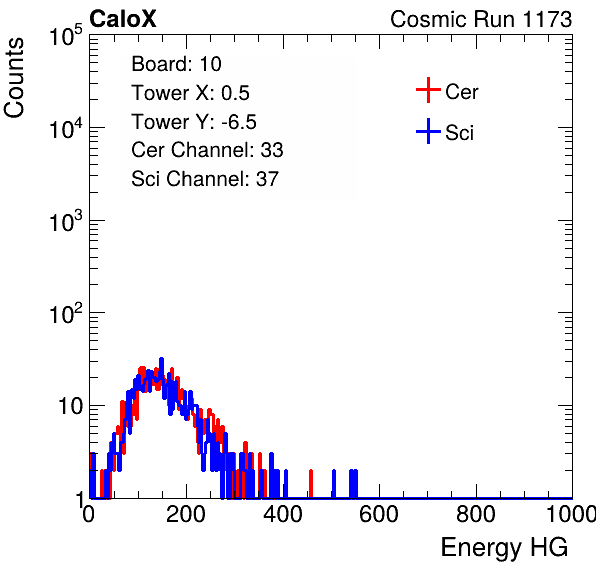 CaloX
Cosmic Run 1173
Counts
10^5
10^4
10^3
10^2
10
1
Board: 10
Tower X: 0.5
Tower Y: -6.5
Cer Channel: 33
Sci Channel: 37
Cer
Sci
0 200 400 600 800 1000
Energy HG